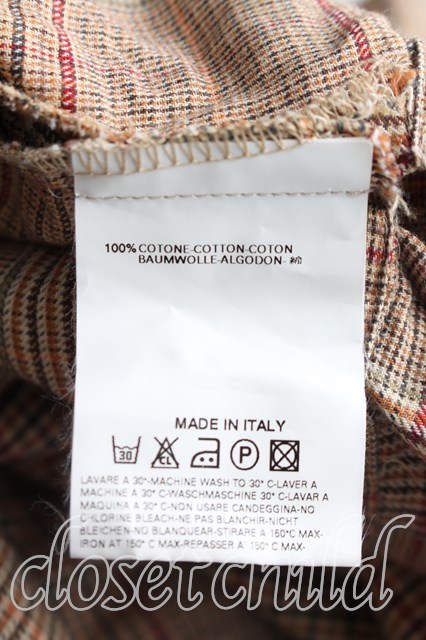 100% COTONE-COTTON-COTON
BAUMWOLLE-ALGODON-綿
MADE IN ITALY
30 CL P
LAVARE A 30°-MACHINE WASH TO 30° C-LAVER A
MACHINE A 30° C-WASCHMASCHINE 30° C-LAVAR A
MAQUINA A 30° C-NON USARE CANDEGGINA-NO
CHLORINE BLEACH-NE PAS BLANCHIR-NICHT
BLEICHEN-NO BLANQUEAR-STIRARE A 150°C MAX-
IRON AT 150° C MAX-REPASSER A 150° C MAX-
closet child